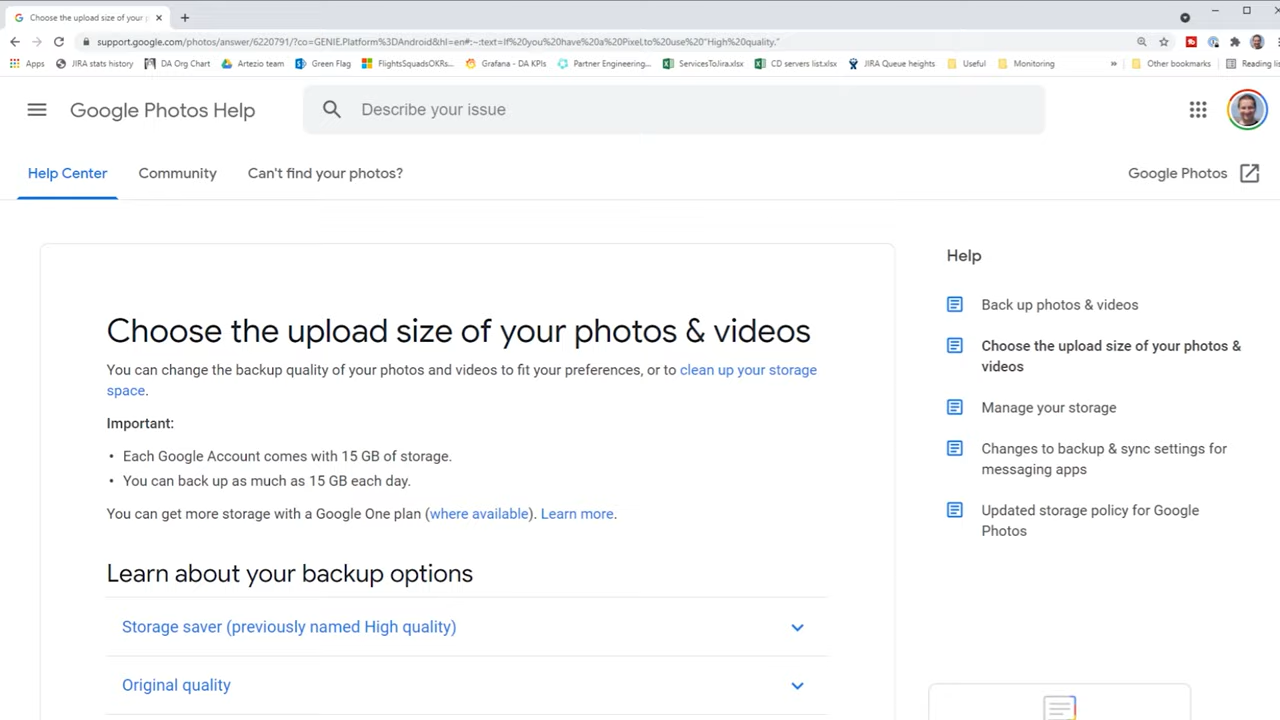 Choose the upload size of your p
support.google.com/photos/answer/6220791/?co=GENIE.Platform%3DAndroid&hl=en#:~:text=If%20you%20have%20a%20Pixel,to%20use%20"High%20quality."
Apps JIRA stats history DA Org Chart Artezio team Green Flag FlightsSquadsOKRs... Grafana - DA KPIs Partner Engineering... ServicesToJira.xlsx CD servers list.xlsx JIRA Queue heights Useful Monitoring » Other bookmarks Reading li
Google Photos Help
Describe your issue
Help Center Community Can't find your photos? Google Photos
Choose the upload size of your photos & videos
You can change the backup quality of your photos and videos to fit your preferences, or to clean up your storage
space.
Important:
• Each Google Account comes with 15 GB of storage.
• You can back up as much as 15 GB each day.
You can get more storage with a Google One plan (where available). Learn more.
Learn about your backup options
Storage saver (previously named High quality)
Original quality
Help
Back up photos & videos
Choose the upload size of your photos &
videos
Manage your storage
Changes to backup & sync settings for
messaging apps
Updated storage policy for Google
Photos